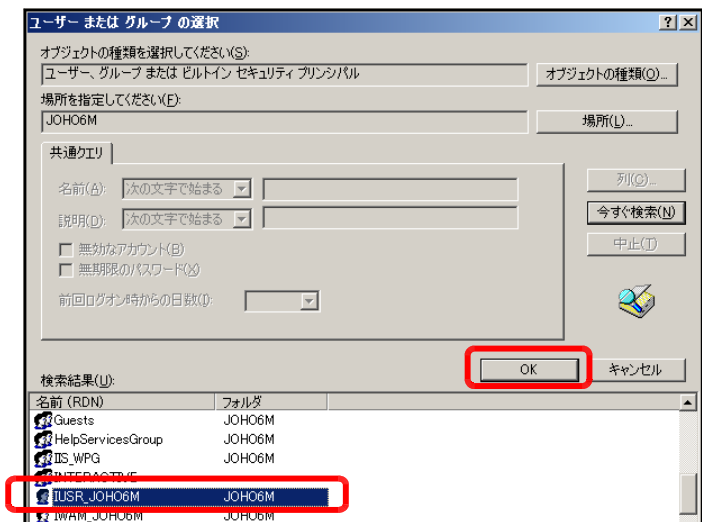 ユーザー または グループ の選択
オブジェクトの種類を選択してください(S):
ユーザー、グループ または ビルトイン セキュリティ プリンシパル
オブジェクトの種類(O)...
場所を指定してください(F):
JOHO6M
場所(L)...
共通クエリ
名前(A): 次の文字で始まる
列(C)...
説明(D): 次の文字で始まる
今すぐ検索(N)
無効なアカウント(B)
中止(T)
無期限のパスワード(X)
前回ログオン時からの日数(I):
OK
キャンセル
検索結果(U):
名前 (RDN) フォルダ
Guests JOHO6M
HelpServicesGroup JOHO6M
IIS_WPG JOHO6M
INTERACTIVE
IUSR_JOHO6M JOHO6M
IWAM_JOHO6M JOHO6M